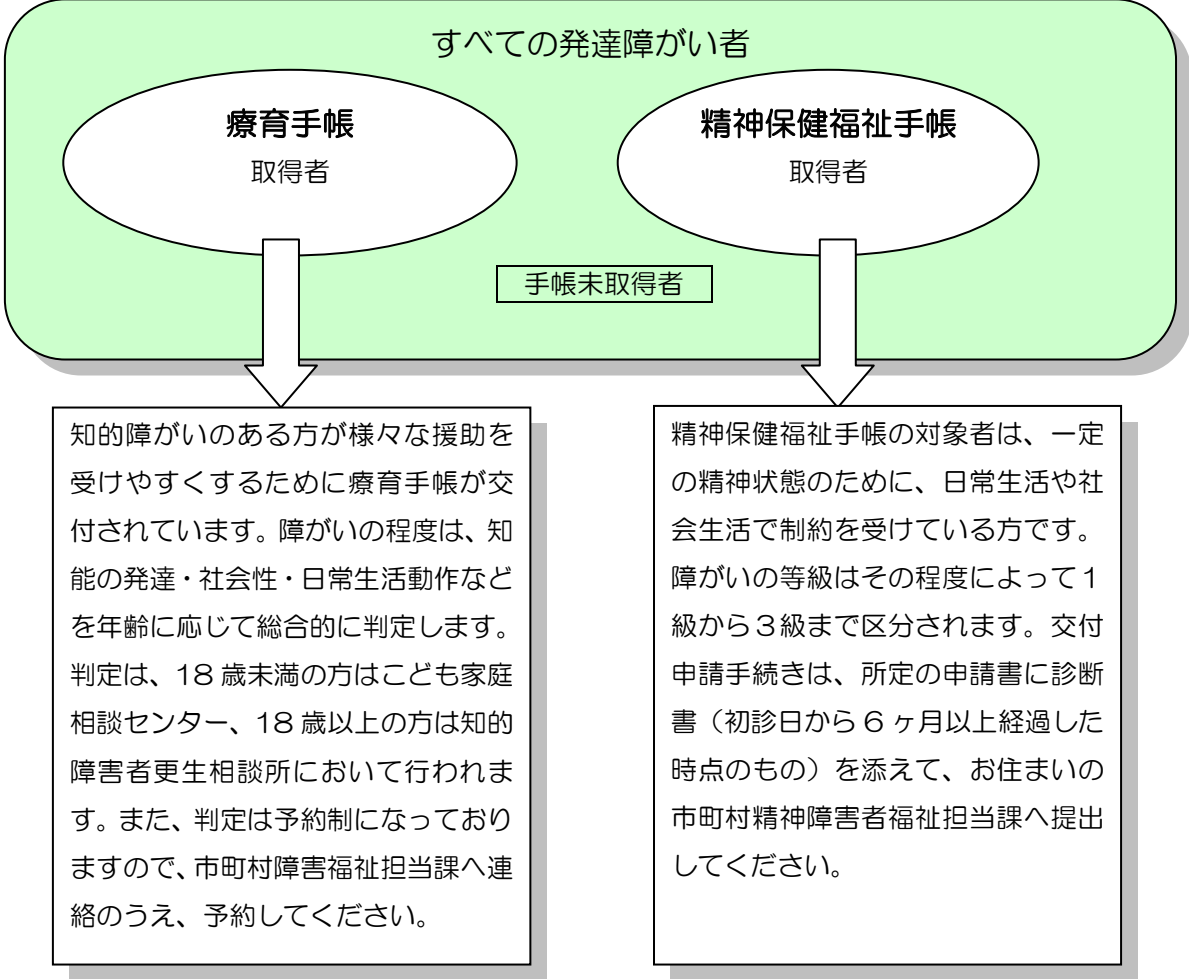 すべての発達障がい者
療育手帳
取得者
精神保健福祉手帳
取得者
手帳未取得者
知的障がいのある方が様々な援助を
受けやすくするために療育手帳が交
付されています。障がいの程度は、知
能の発達・社会性・日常生活動作など
を年齢に応じて総合的に判定します。
判定は、18 歳未満の方はこども家庭
相談センター、18 歳以上の方は知的
障害者更生相談所において行われま
す。また、判定は予約制になっており
ますので、市町村障害福祉担当課へ連
絡のうえ、予約してください。
精神保健福祉手帳の対象者は、一定
の精神状態のために、日常生活や社
会生活で制約を受けている方です。
障がいの等級はその程度によって1
級から3級まで区分されます。交付
申請手続きは、所定の申請書に診断
書（初診日から 6 ヶ月以上経過した
時点のもの）を添えて、お住まいの
市町村精神障害者福祉担当課へ提出
してください。